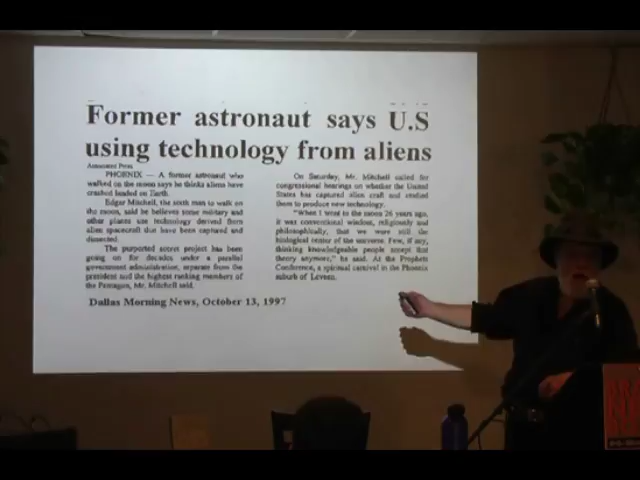 Former astronaut says U.S
using technology from aliens
Associated Press
PHOENIX — A former astronaut who
walked on the moon says he thinks aliens have
crashed landed on Earth.
Edgar Mitchell, the sixth man to walk on
the moon, said he believes some military and
other planes use technology derived from
alien spacecraft that have been captured and
dissected.
The purported secret project has been
going on for decades under a parallel
government administration, separate from the
president and the highest ranking members of
the Pentagon, Mr. Mitchell said.
On Saturday, Mr. Mitchell called for
congressional hearings on whether the United
States has captured alien craft and studied
them to produce new technology.
"When I went to the moon 26 years ago,
it was conventional wisdom, religiously and
philosophically, that we were still the
biological center of the universe. Few, if any,
thinking knowledgeable people accept that
theory anymore," he said. At the Prophets
Conference, a spiritual carnival in the Phoenix
suburb of
Dallas Morning News, October 13, 1997